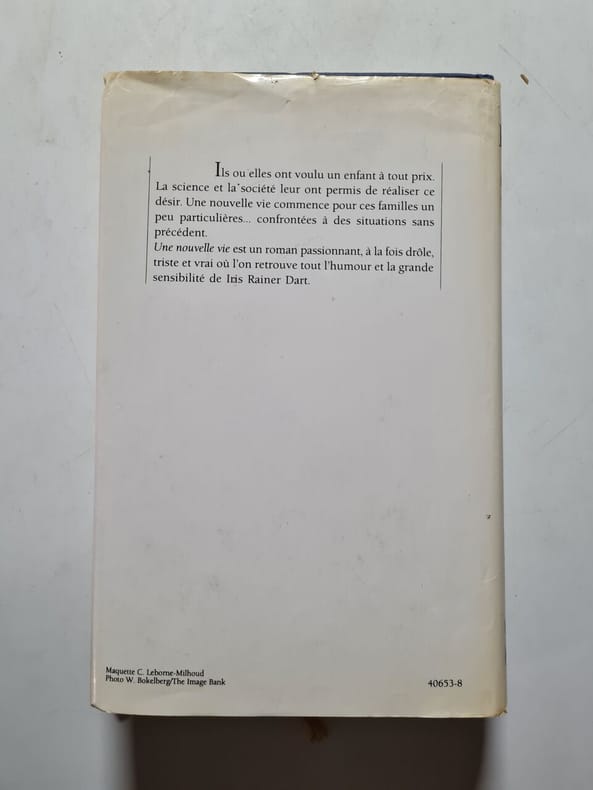 Ils ou elles ont voulu un enfant à tout prix.
La science et la société leur ont permis de réaliser ce
désir. Une nouvelle vie commence pour ces familles un
peu particulières... confrontées à des situations sans
précédent.
Une nouvelle vie est un roman passionnant, à la fois drôle,
triste et vrai où l'on retrouve tout l'humour et la grande
sensibilité de Iris Rainer Dart.
Maquette C. Leborne-Milhoud
Photo W. Bokelberg/The Image Bank
40653-8